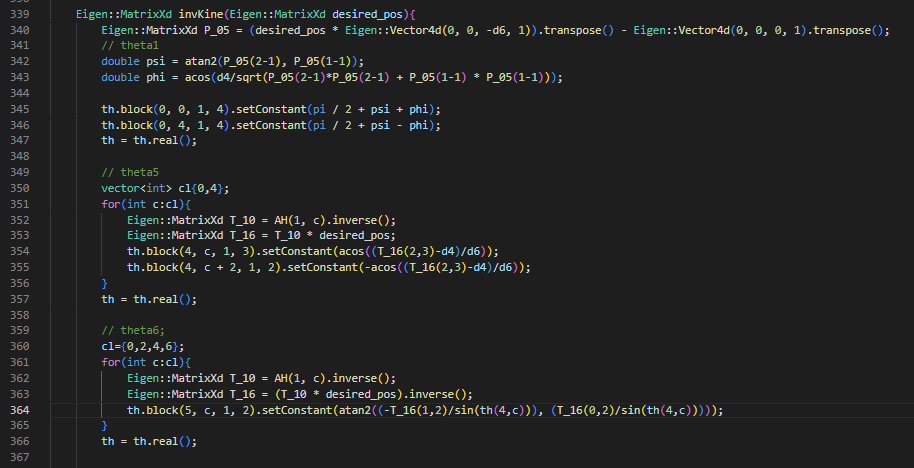 339 Eigen::MatrixXd invKine(Eigen::MatrixXd desired_pos){
340 Eigen::MatrixXd P_05 = (desired_pos * Eigen::Vector4d(0, 0, -d6, 1)).transpose() - Eigen::Vector4d(0, 0, 0, 1).transpose();
341 // theta1
342 double psi = atan2(P_05(2-1), P_05(1-1));
343 double phi = acos(d4/sqrt(P_05(2-1)*P_05(2-1) + P_05(1-1) * P_05(1-1)));
344
345 th.block(0, 0, 1, 4).setConstant(pi / 2 + psi + phi);
346 th.block(0, 4, 1, 4).setConstant(pi / 2 + psi - phi);
347 th = th.real();
348
349 // theta5
350 vector<int> cl{0,4};
351 for(int c:cl){
352 Eigen::MatrixXd T_10 = AH(1, c).inverse();
353 Eigen::MatrixXd T_16 = T_10 * desired_pos;
354 th.block(4, c, 1, 3).setConstant(acos((T_16(2,3)-d4)/d6));
355 th.block(4, c + 2, 1, 2).setConstant(-acos((T_16(2,3)-d4)/d6));
356 }
357 th = th.real();
358
359 // theta6;
360 cl={0,2,4,6};
361 for(int c:cl){
362 Eigen::MatrixXd T_10 = AH(1, c).inverse();
363 Eigen::MatrixXd T_16 = (T_10 * desired_pos).inverse();
364 th.block(5, c, 1, 2).setConstant(atan2((-T_16(1,2)/sin(th(4,c))), (T_16(0,2)/sin(th(4,c)))));
365 }
366 th = th.real();
367